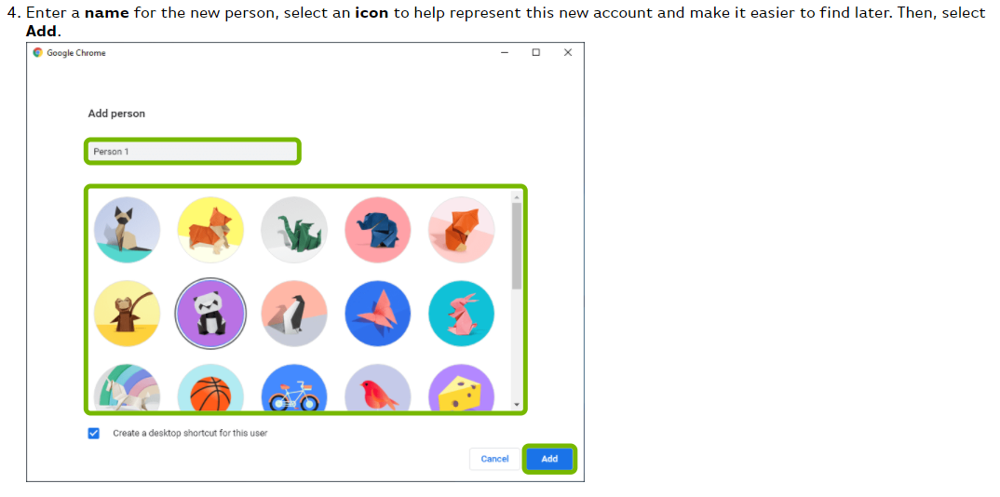 4. Enter a name for the new person, select an icon to help represent this new account and make it easier to find later. Then, select
Add.
Google Chrome
Add person
Person 1
Create a desktop shortcut for this user
Cancel
Add